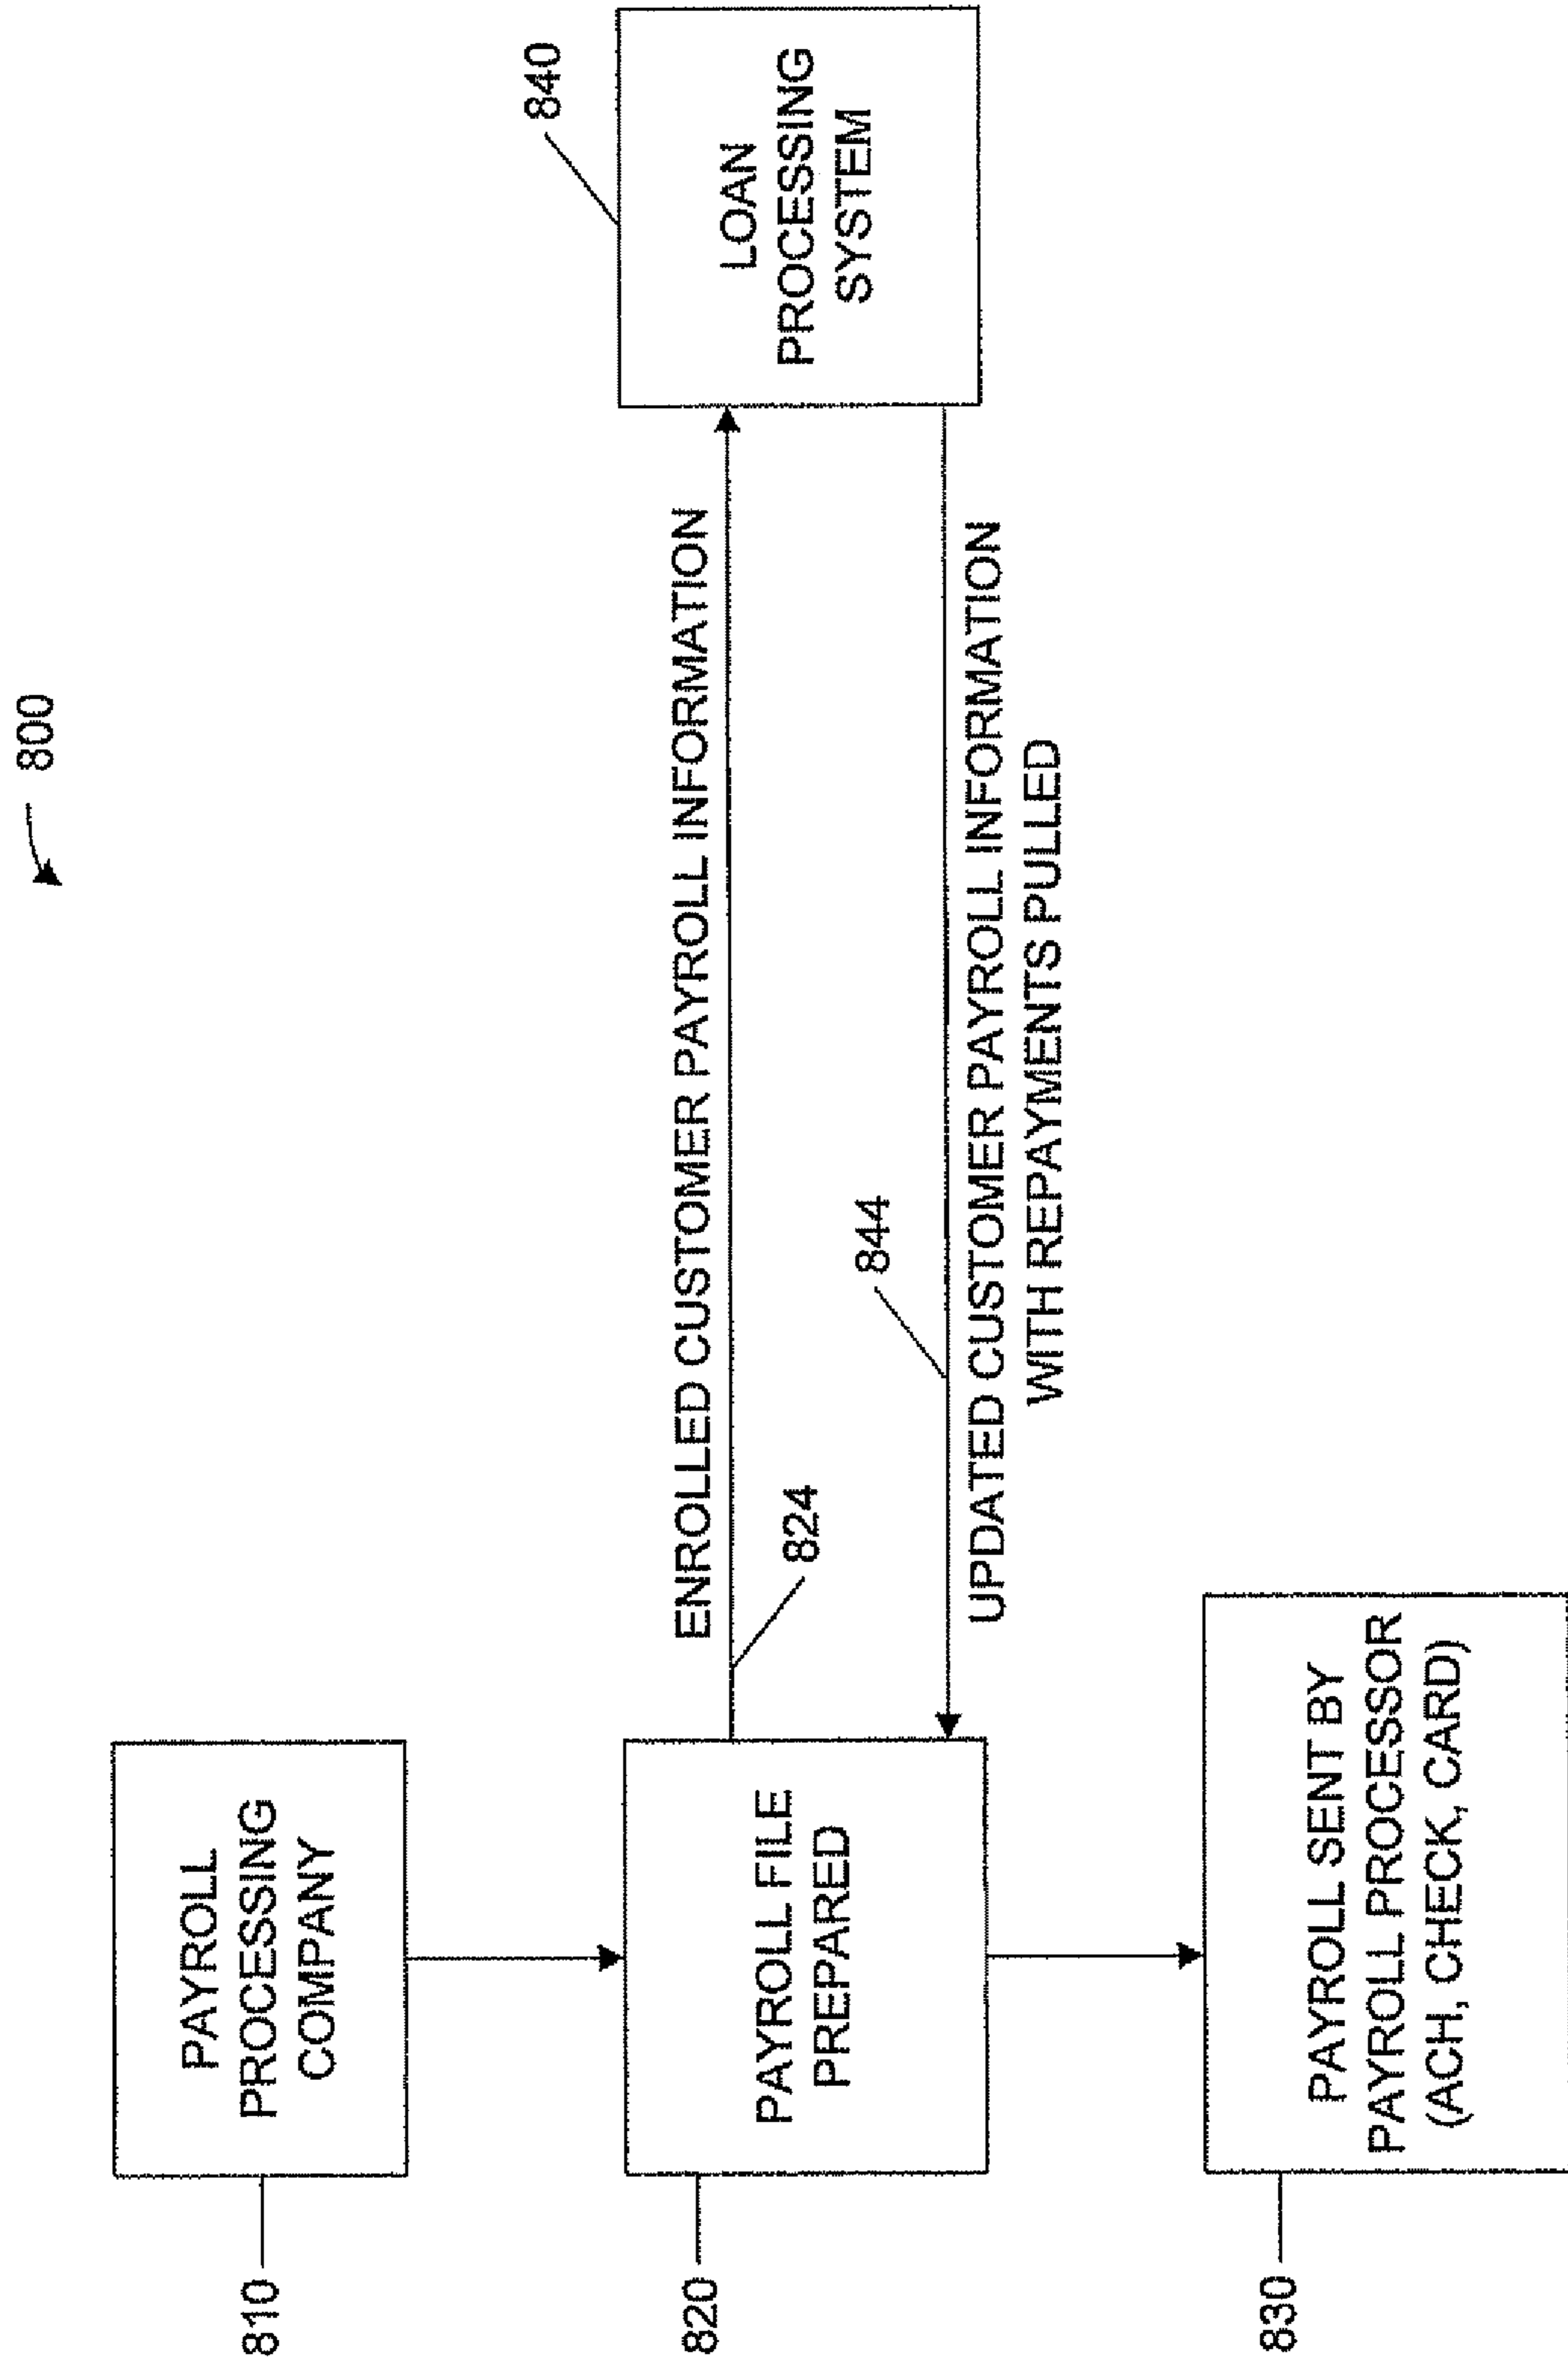 800
810
PAYROLL
PROCESSING
COMPANY
820
PAYROLL FILE
PREPARED
824
ENROLLED CUSTOMER PAYROLL INFORMATION
840
LOAN
PROCESSING
SYSTEM
844
UPDATED CUSTOMER PAYROLL INFORMATION
WITH REPAYMENTS PULLED
830
PAYROLL SENT BY
PAYROLL PROCESSOR
(ACH, CHECK, CARD)